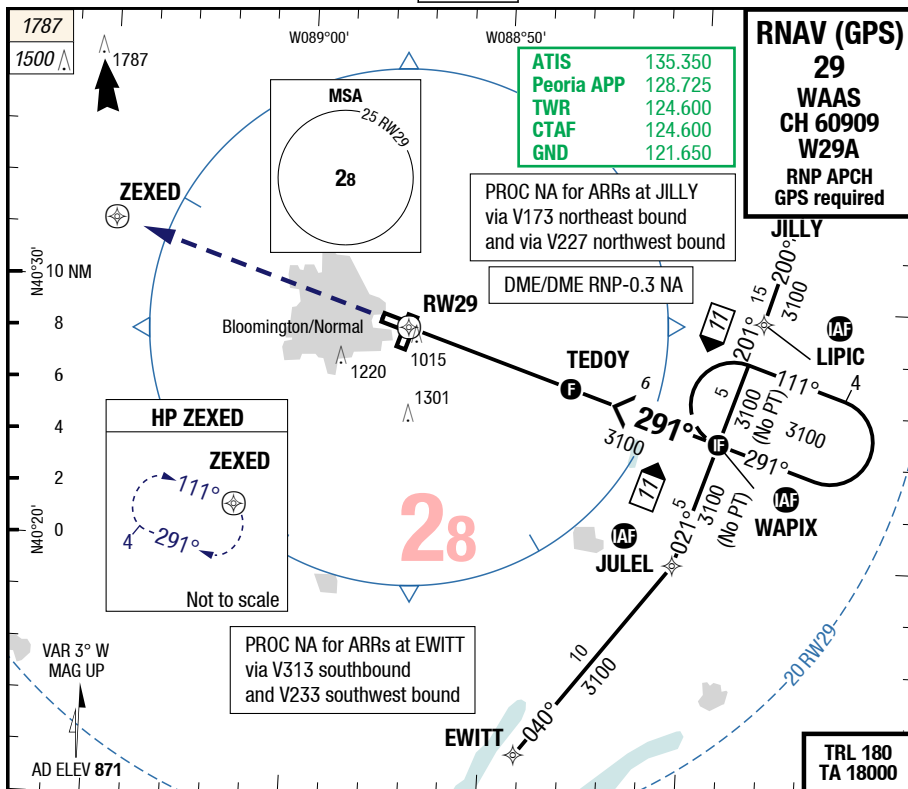 1787
1500
1787
W089°00'
W088°50'
ATIS 135.350
Peoria APP 128.725
TWR 124.600
CTAF 124.600
GND 121.650
RNAV (GPS)
29
WAAS
CH 60909
W29A
RNP APCH
GPS required
MSA
25 RW29
28
PROC NA for ARRs at JILLY
via V173 northeast bound
and via V227 northwest bound
DME/DME RNP-0.3 NA
ZEXED
JILLY
200°
15
3100
N40°30'
10 NM
8
6
4
2
0
N40°20'
RW29
Bloomington/Normal
1015
1220
1301
TEDOY
F
6
3100
291°
11
201°
5
3100
(No PT)
IAF
LIPIC
111°
4
3100
291°
IF
IAF
WAPIX
11
5
021°
3100
(No PT)
IAF
JULEL
HP ZEXED
ZEXED
111°
291°
4
Not to scale
28
PROC NA for ARRs at EWITT
via V313 southbound
and V233 southwest bound
10
3100
040°
EWITT
20 RW29
VAR 3° W
MAG UP
AD ELEV 871
TRL 180
TA 18000